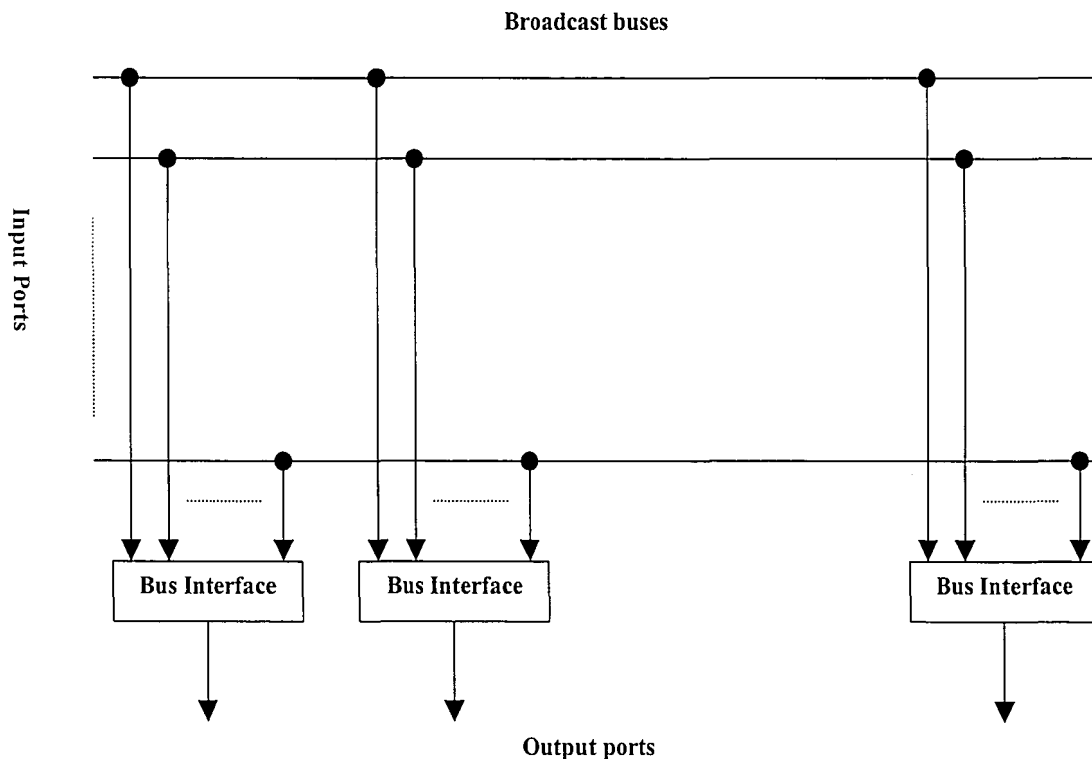 Broadcast buses
Input Ports
Bus Interface
Bus Interface
Bus Interface
Output ports